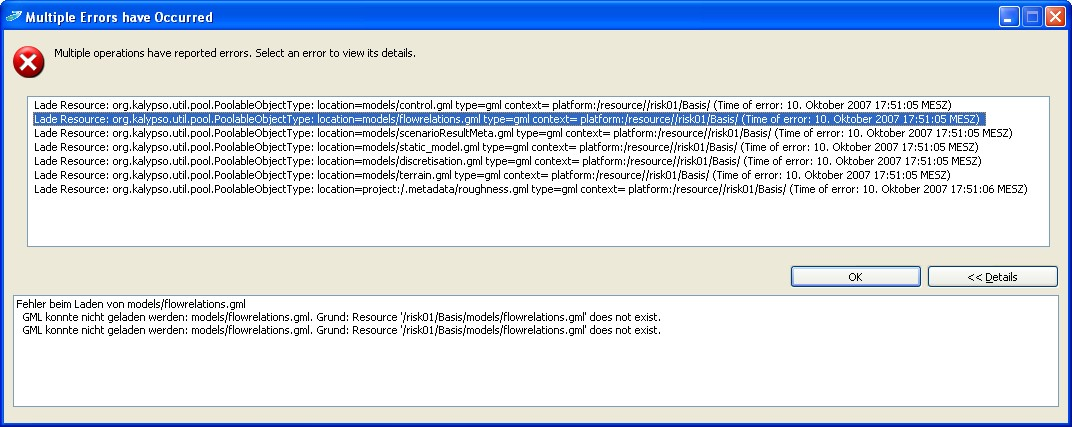 Multiple Errors have Occurred
Multiple operations have reported errors. Select an error to view its details.
Lade Resource: org.kalypso.util.pool.PoolableObjectType: location=models/control.gml type=gml context= platform:/resource//risk01/Basis/ (Time of error: 10. Oktober 2007 17:51:05 MESZ)
Lade Resource: org.kalypso.util.pool.PoolableObjectType: location=models/flowrelations.gml type=gml context= platform:/resource//risk01/Basis/ (Time of error: 10. Oktober 2007 17:51:05 MESZ)
Lade Resource: org.kalypso.util.pool.PoolableObjectType: location=models/scenarioResultMeta.gml type=gml context= platform:/resource//risk01/Basis/ (Time of error: 10. Oktober 2007 17:51:05 MESZ)
Lade Resource: org.kalypso.util.pool.PoolableObjectType: location=models/static_model.gml type=gml context= platform:/resource//risk01/Basis/ (Time of error: 10. Oktober 2007 17:51:05 MESZ)
Lade Resource: org.kalypso.util.pool.PoolableObjectType: location=models/discretisation.gml type=gml context= platform:/resource//risk01/Basis/ (Time of error: 10. Oktober 2007 17:51:05 MESZ)
Lade Resource: org.kalypso.util.pool.PoolableObjectType: location=models/terrain.gml type=gml context= platform:/resource//risk01/Basis/ (Time of error: 10. Oktober 2007 17:51:05 MESZ)
Lade Resource: org.kalypso.util.pool.PoolableObjectType: location=project:/.metadata/roughness.gml type=gml context= platform:/resource//risk01/Basis/ (Time of error: 10. Oktober 2007 17:51:06 MESZ)
OK
<< Details
Fehler beim Laden von models/flowrelations.gml
GML konnte nicht geladen werden: models/flowrelations.gml. Grund: Resource '/risk01/Basis/models/flowrelations.gml' does not exist.
GML konnte nicht geladen werden: models/flowrelations.gml. Grund: Resource '/risk01/Basis/models/flowrelations.gml' does not exist.